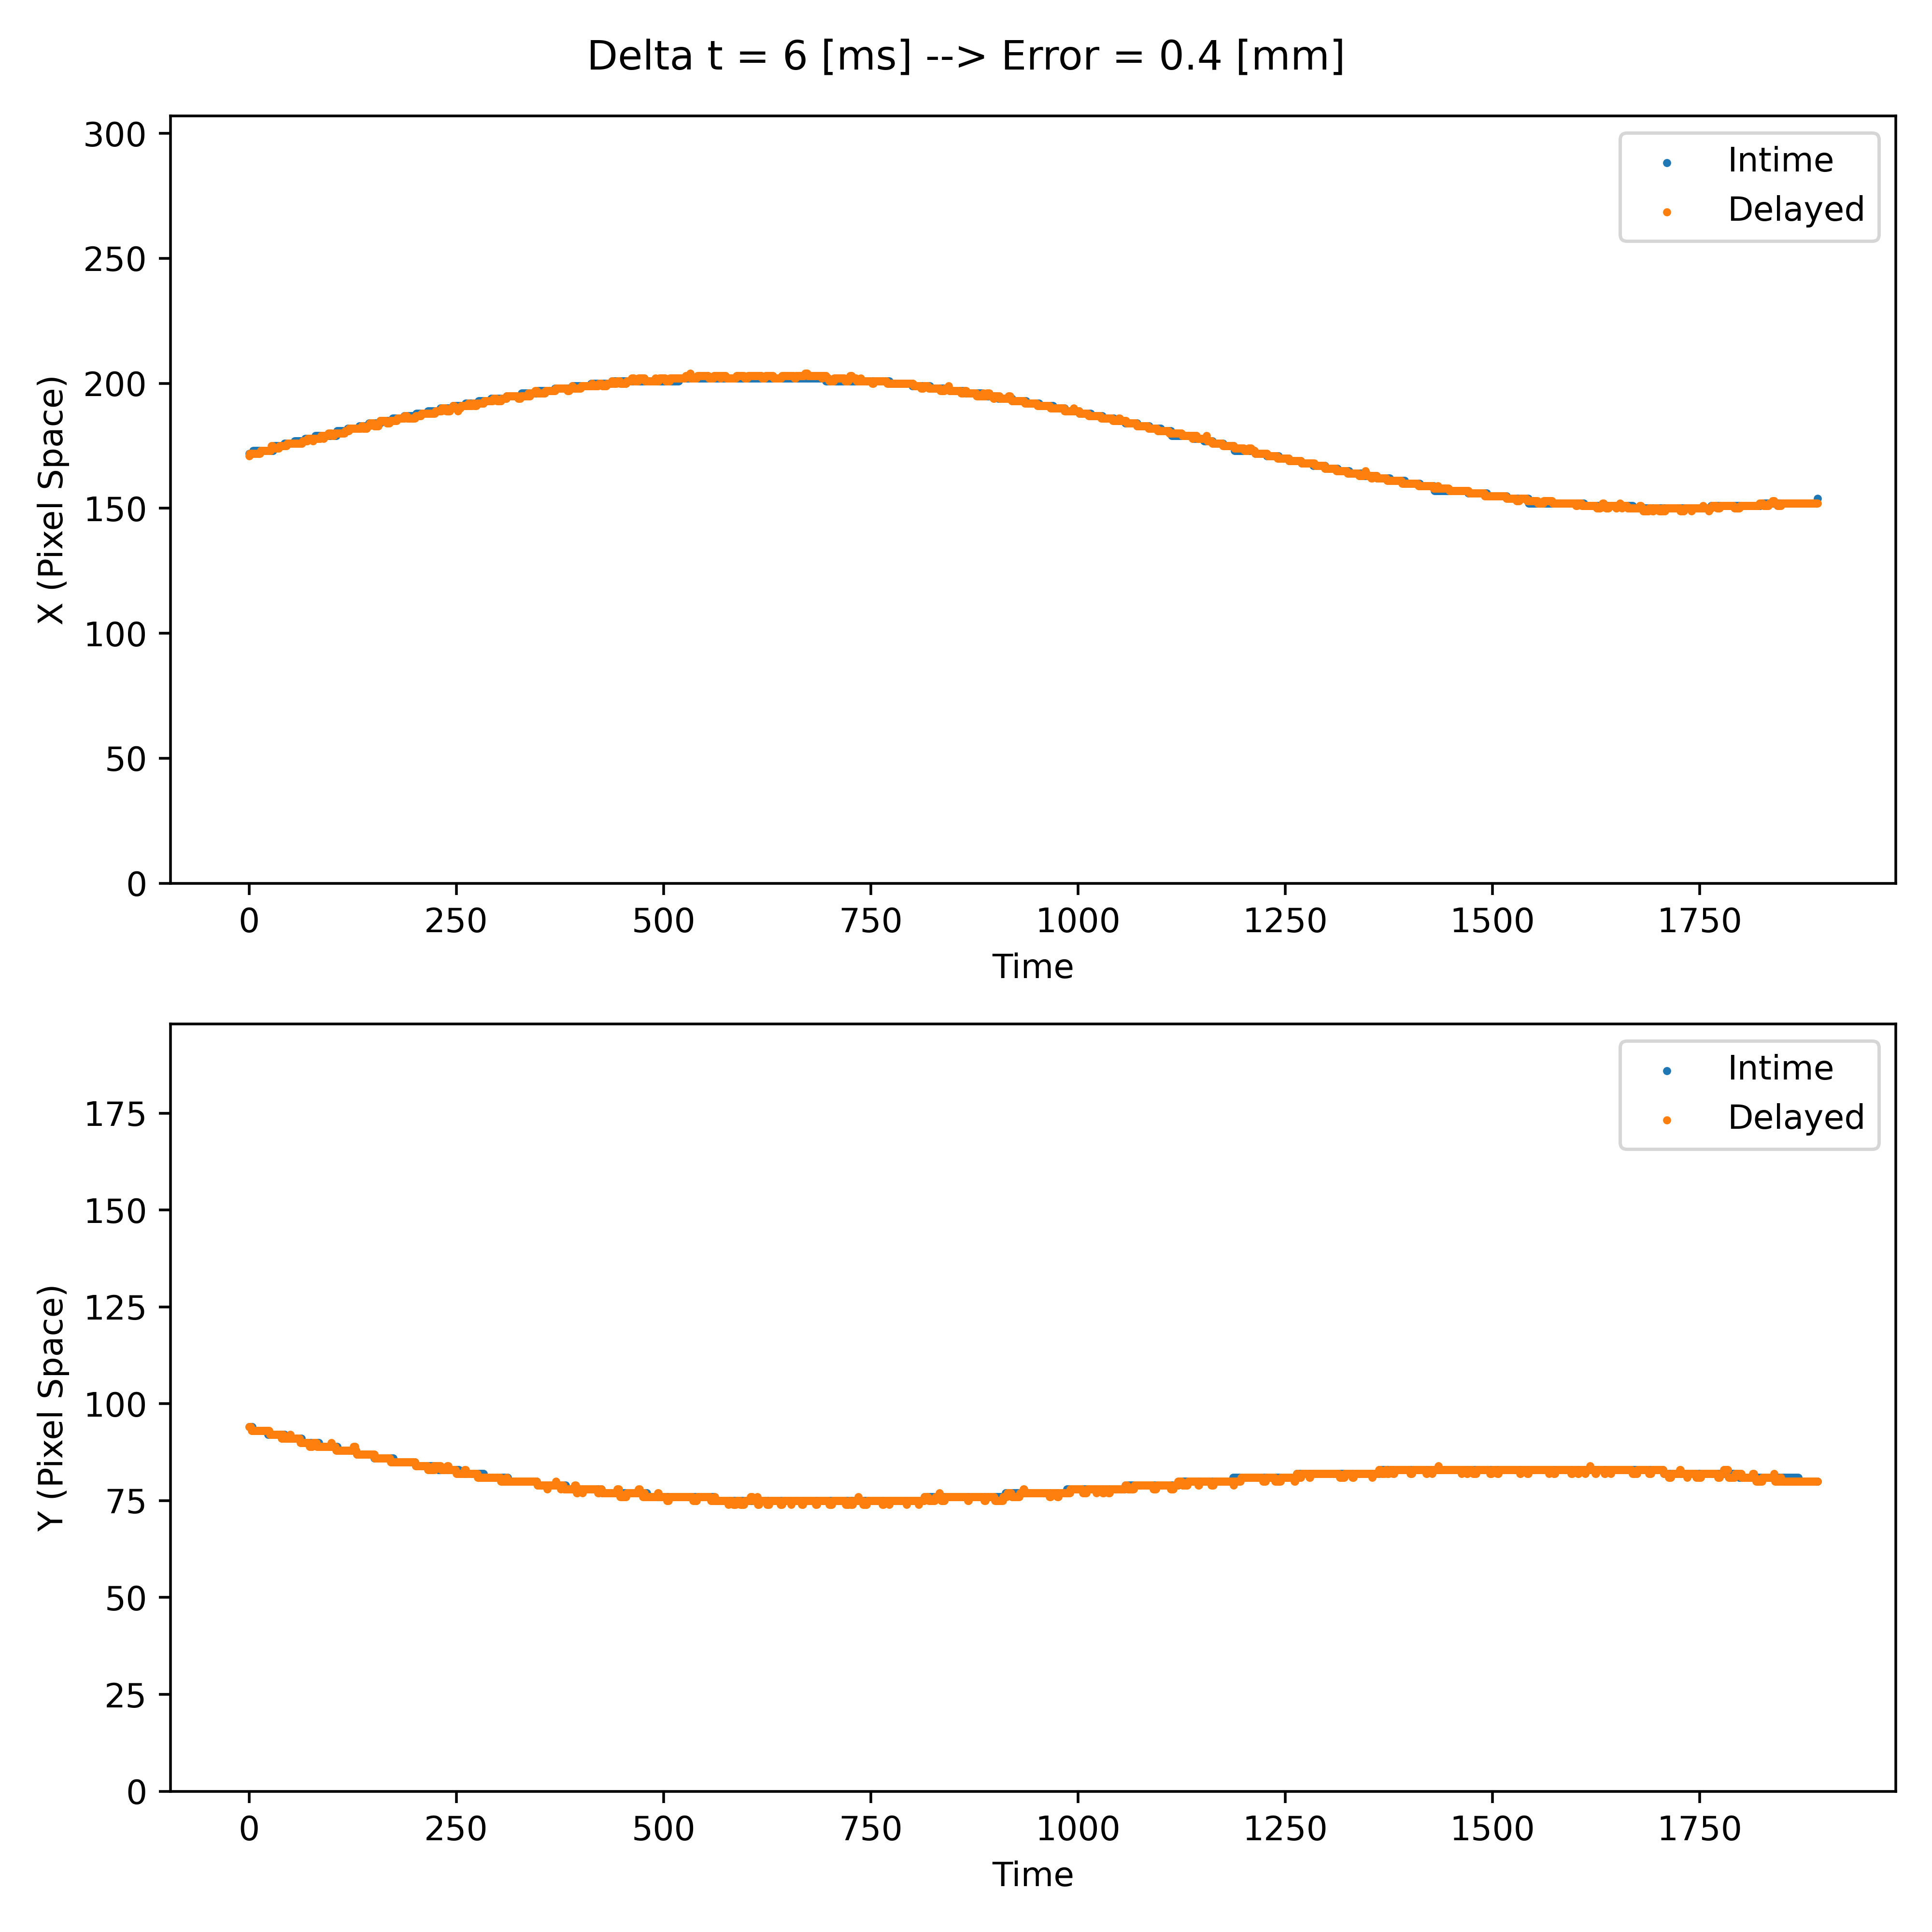 Delta t = 6 [ms] --> Error = 0.4 [mm]
300
250
200
150
100
50
0
X (Pixel Space)
Intime
Delayed
0 250 500 750 1000 1250 1500 1750
Time
175
150
125
100
75
50
25
0
Y (Pixel Space)
Intime
Delayed
0 250 500 750 1000 1250 1500 1750
Time